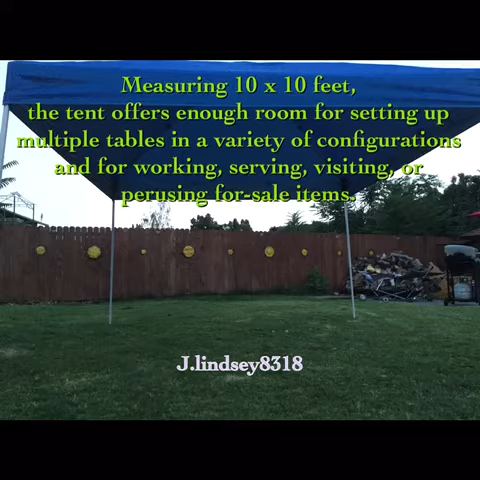 Measuring 10 x 10 feet,
the tent offers enough room for setting up
multiple tables in a variety of configurations
and for working, serving, visiting, or
perusing for-sale items.
J.lindsey8318